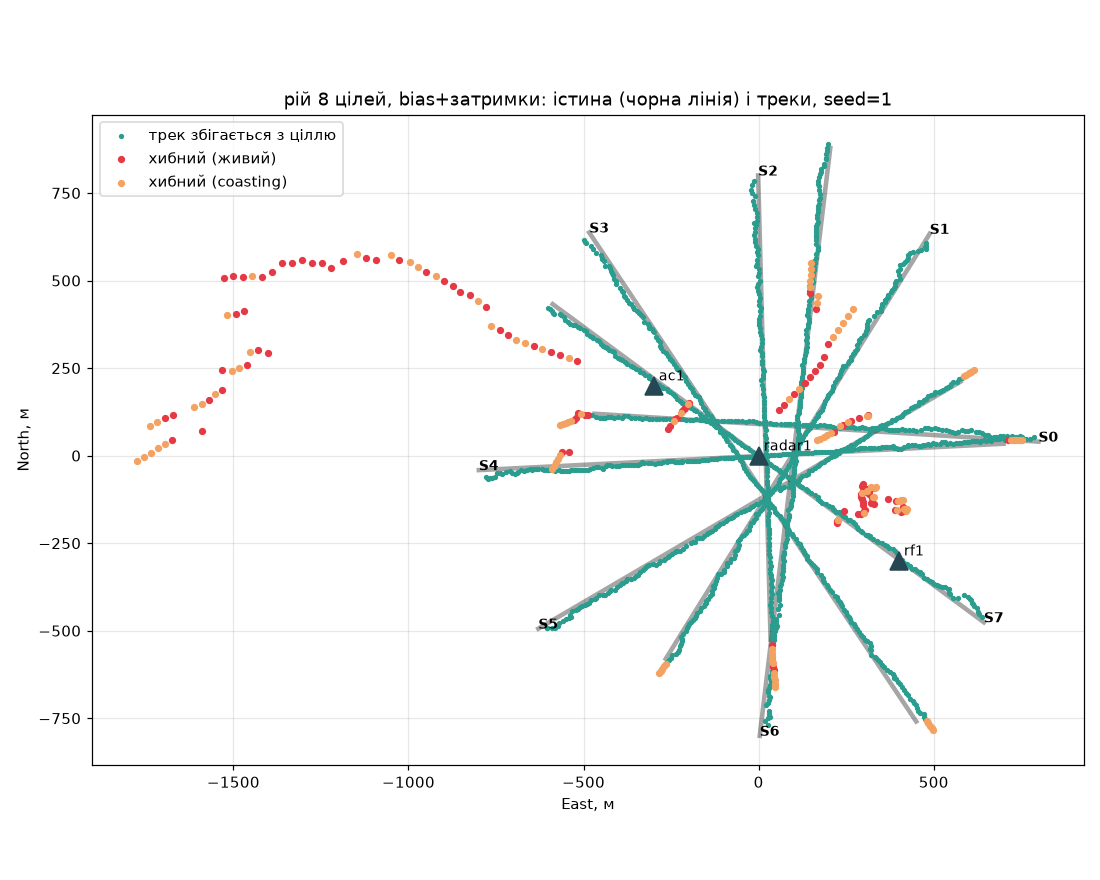 рій 8 цілей, bias+затримки: істина (чорна лінія) і треки, seed=1
трек збігається з ціллю
хибний (живий)
хибний (coasting)
S2
S3
S1
ac1
radar1
S0
S4
rf1
S5
S7
S6
750
500
250
0
−250
−500
−750
North, м
−1500
−1000
−500
0
500
East, м